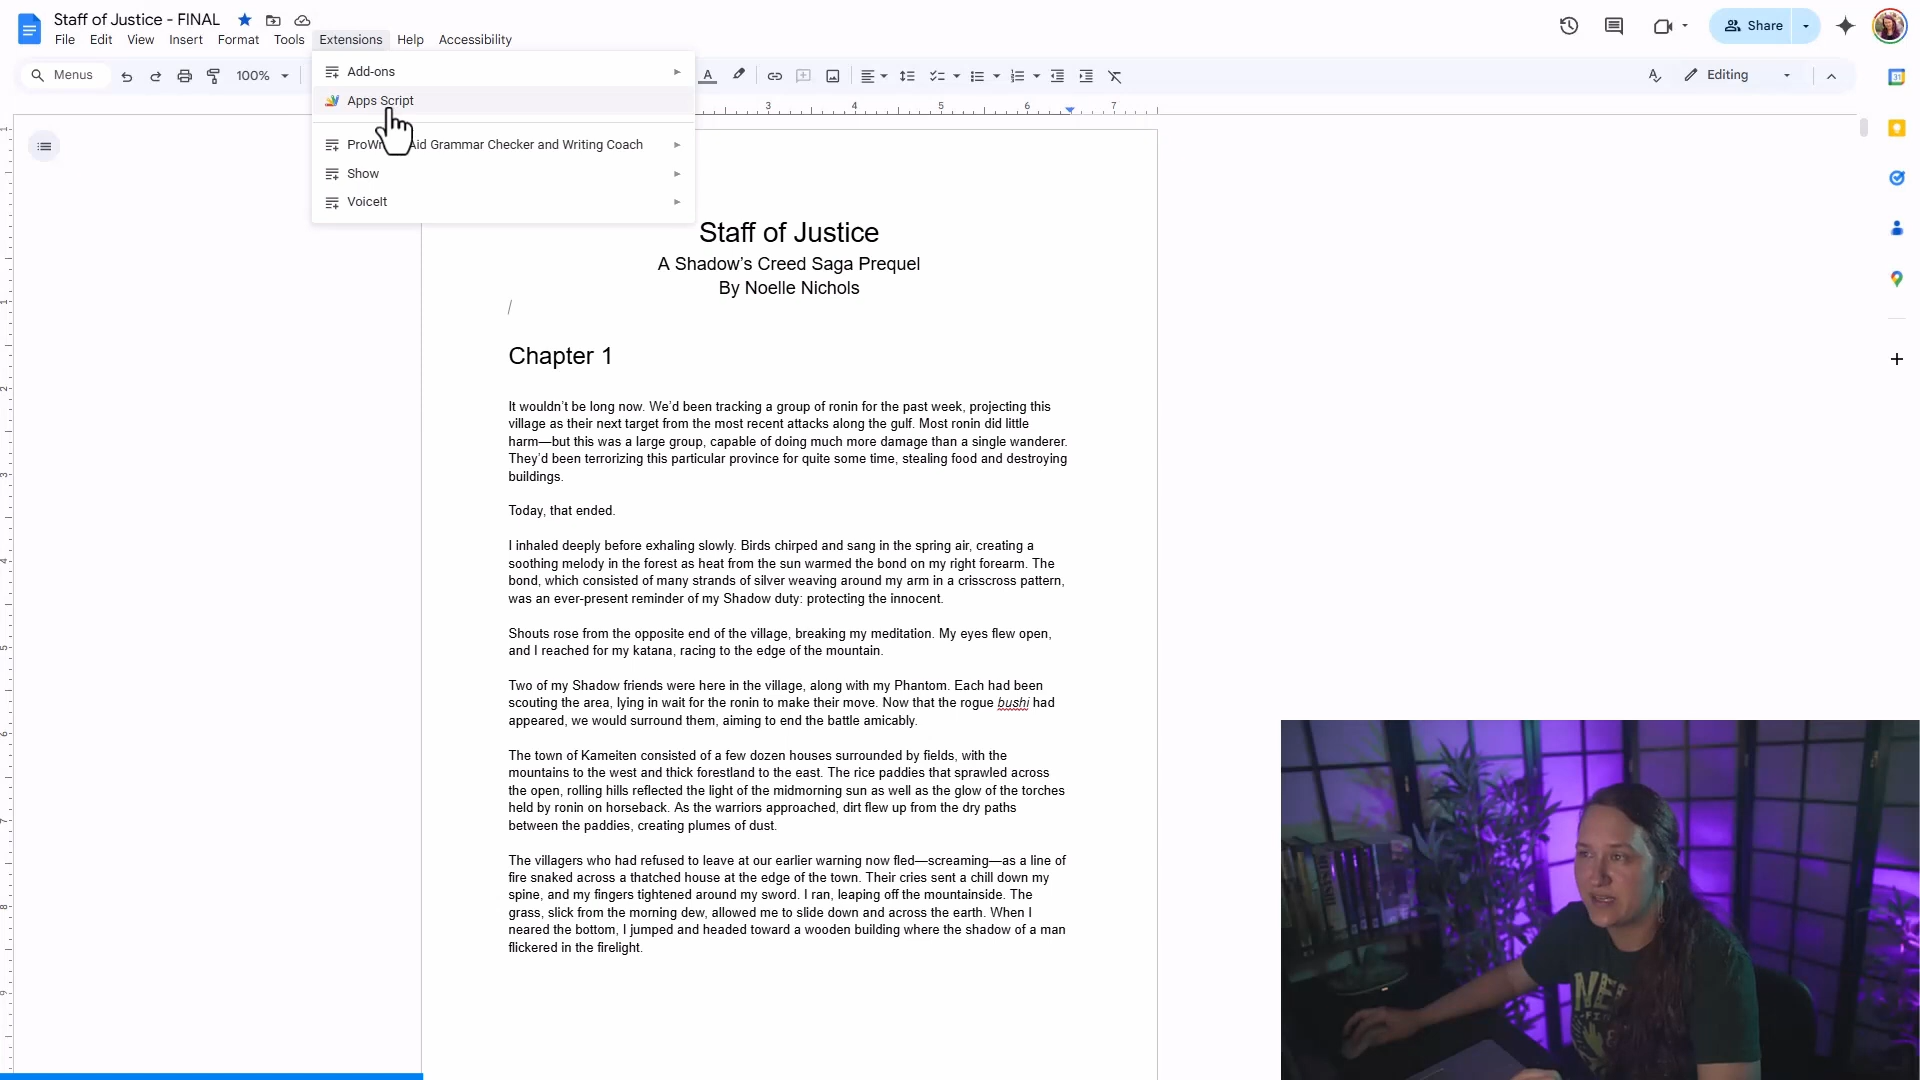 Staff of Justice - FINAL
File Edit View Insert Format Tools Extensions Help Accessibility
Share
Menus 100% Editing
Add-ons
Apps Script
Aid Grammar Checker and Writing Coach
Show
VoiceIt
3 4 5 6 7
Staff of Justice
A Shadow’s Creed Saga Prequel
By Noelle Nichols
/
Chapter 1
It wouldn’t be long now. We’d been tracking a group of ronin for the past week, projecting this
village as their next target from the most recent attacks along the gulf. Most ronin did little
harm—but this was a large group, capable of doing much more damage than a single wanderer.
They’d been terrorizing this particular province for quite some time, stealing food and destroying
buildings.
Today, that ended.
I inhaled deeply before exhaling slowly. Birds chirped and sang in the spring air, creating a
soothing melody in the forest as heat from the sun warmed the bond on my right forearm. The
bond, which consisted of many strands of silver weaving around my arm in a crisscross pattern,
was an ever-present reminder of my Shadow duty: protecting the innocent.
Shouts rose from the opposite end of the village, breaking my meditation. My eyes flew open,
and I reached for my katana, racing to the edge of the mountain.
Two of my Shadow friends were here in the village, along with my Phantom. Each had been
scouting the area, lying in wait for the ronin to make their move. Now that the rogue bushi had
appeared, we would surround them, aiming to end the battle amicably.
The town of Kameiten consisted of a few dozen houses surrounded by fields, with the
mountains to the west and thick forestland to the east. The rice paddies that sprawled across
the open, rolling hills reflected the light of the midmorning sun as well as the glow of the torches
held by ronin on horseback. As the warriors approached, dirt flew up from the dry paths
between the paddies, creating plumes of dust.
The villagers who had refused to leave at our earlier warning now fled—screaming—as a line of
fire snaked across a thatched house at the edge of the town. Their cries sent a chill down my
spine, and my fingers tightened around my sword. I ran, leaping off the mountainside. The
grass, slick from the morning dew, allowed me to slide down and across the earth. When I
neared the bottom, I jumped and headed toward a wooden building where the shadow of a man
flickered in the firelight.